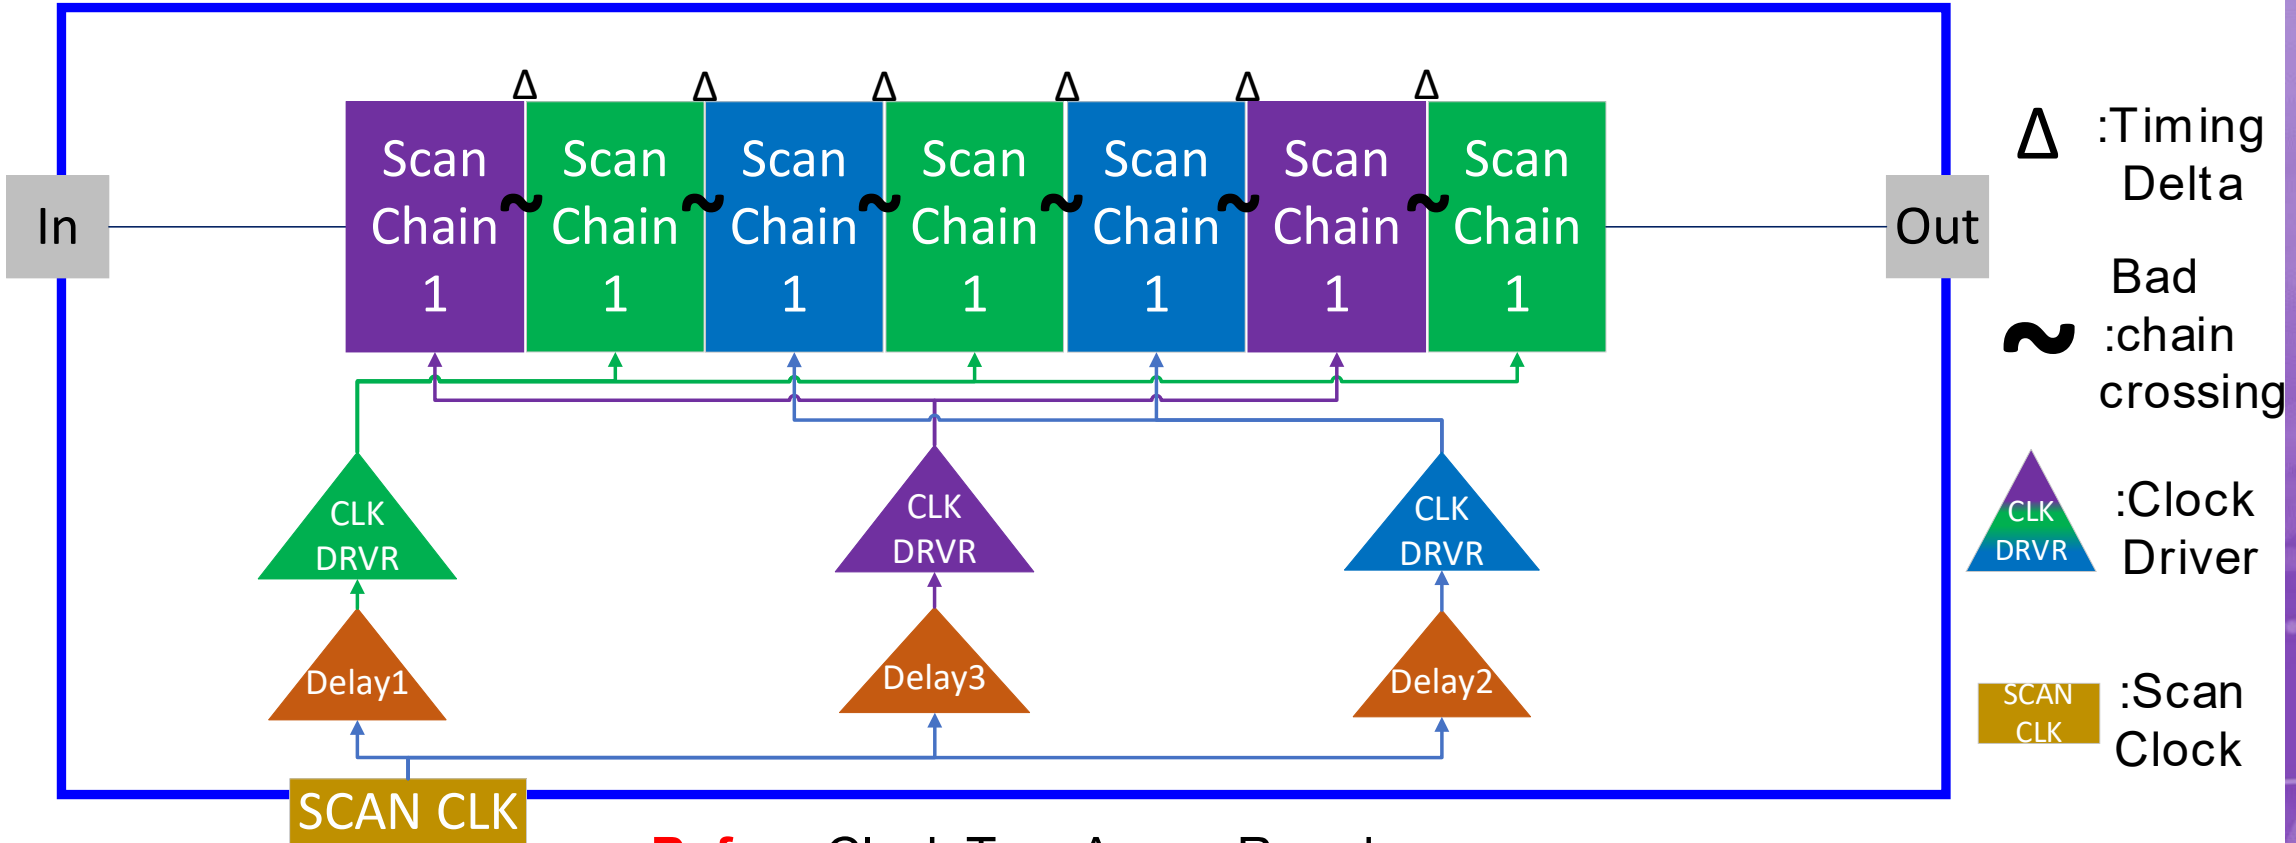 Δ Δ Δ Δ Δ Δ
Scan Scan Scan Scan Scan Scan Scan
~ ~ ~ ~ ~ ~
Chain Chain Chain Chain Chain Chain Chain
1 1 1 1 1 1 1
In
Out
CLK
DRVR
CLK
DRVR
CLK
DRVR
Delay1
Delay3
Delay2
SCAN CLK
Δ :Timing
Delta
Bad
~ :chain
crossing
CLK
DRVR
:Clock
Driver
SCAN
CLK
:Scan
Clock